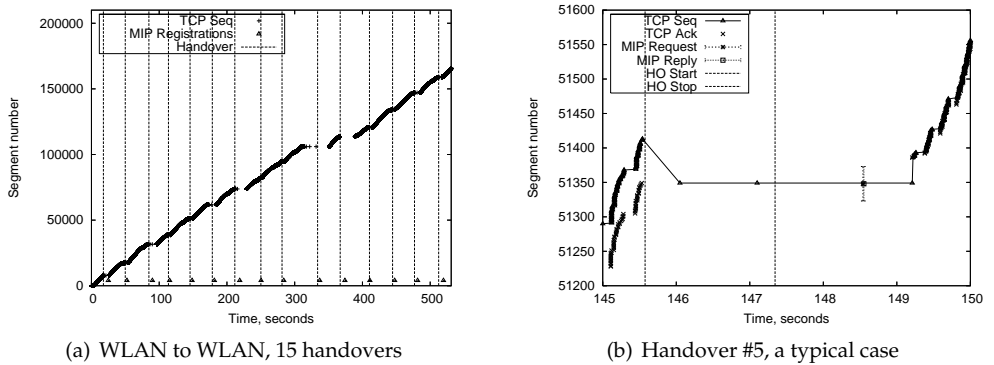 210000
200000
150000
100000
50000
0
Segment number
TCP Seq
MIP Registrations
Handover
0 100 200 300 400 500
Time, seconds
(a) WLAN to WLAN, 15 handovers
51600
51550
51500
51450
51400
51350
51300
51250
51200
Segment number
TCP Seq
TCP Ack
MIP Request
MIP Reply
HO Start
HO Stop
145 146 147 148 149 150
Time, seconds
(b) Handover #5, a typical case